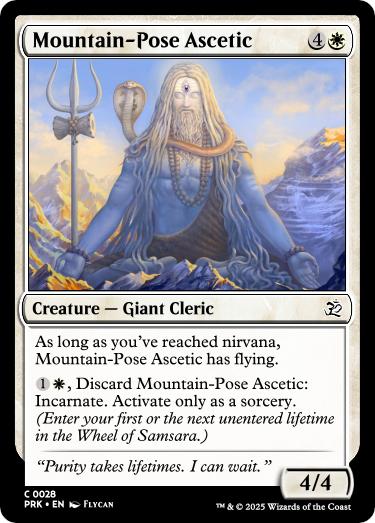 Mountain-Pose Ascetic 4
Creature — Giant Cleric
As long as you’ve reached nirvana,
Mountain-Pose Ascetic has flying.
1, Discard Mountain-Pose Ascetic:
Incarnate. Activate only as a sorcery.
(Enter your first or the next unentered lifetime
in the Wheel of Samsara.)
“Purity takes lifetimes. I can wait.”
4/4
C 0028
PRK • EN FLYCAN
™ & © 2025 Wizards of the Coast